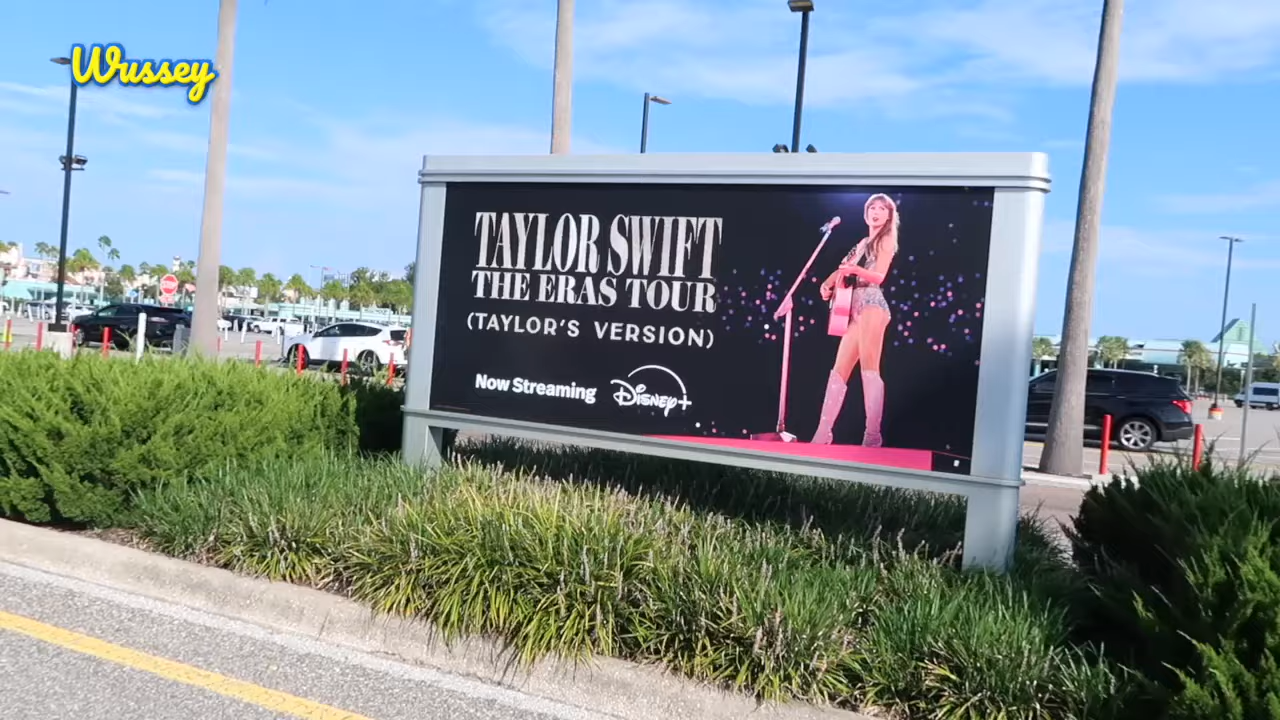 Wussey
TAYLOR SWIFT
THE ERAS TOUR
(TAYLOR'S VERSION)
Now Streaming Disney+